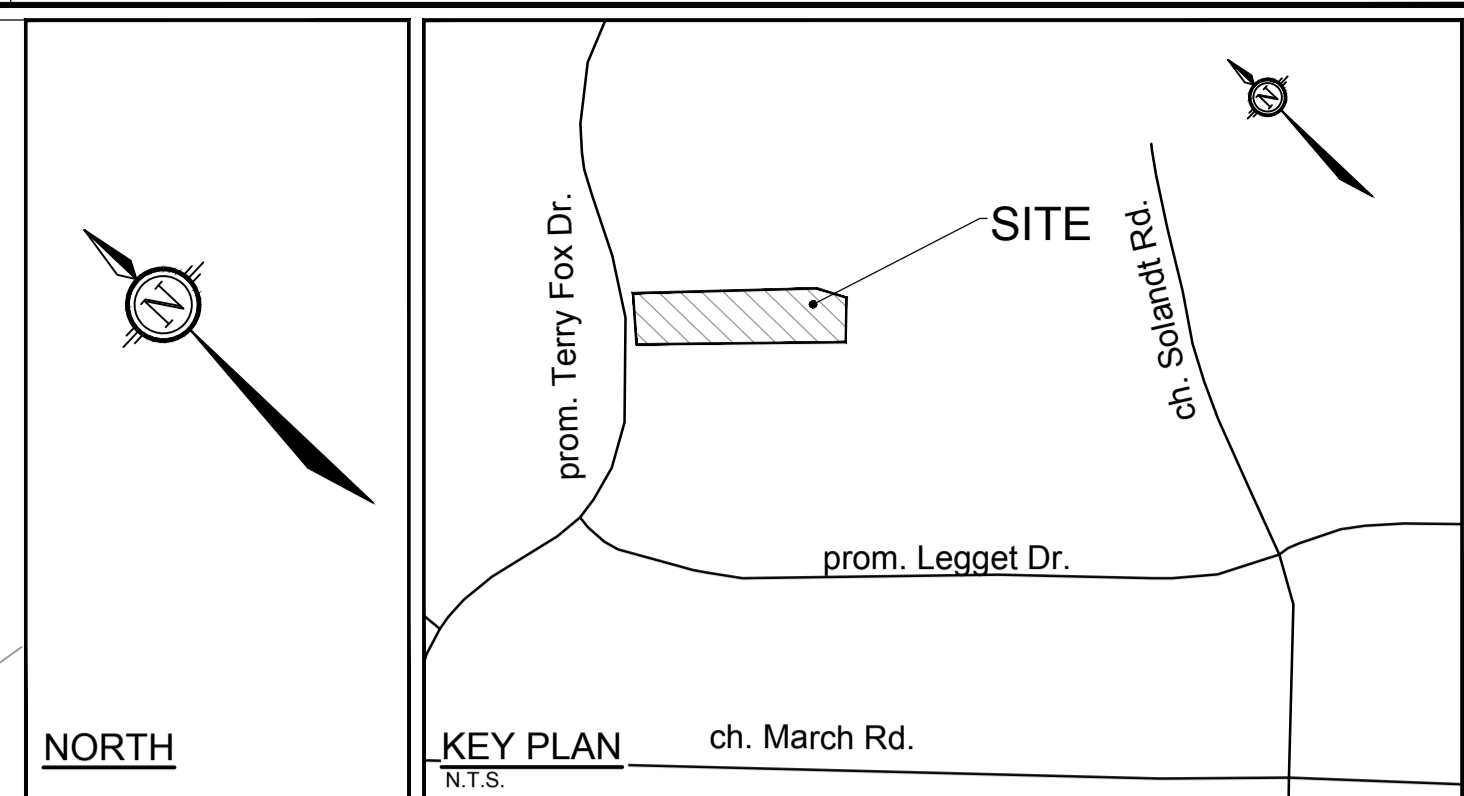 N
NORTH
N
SITE
prom. Terry Fox Dr.
ch. Solandt Rd.
prom. Legget Dr.
ch. March Rd.
KEY PLAN
N.T.S.